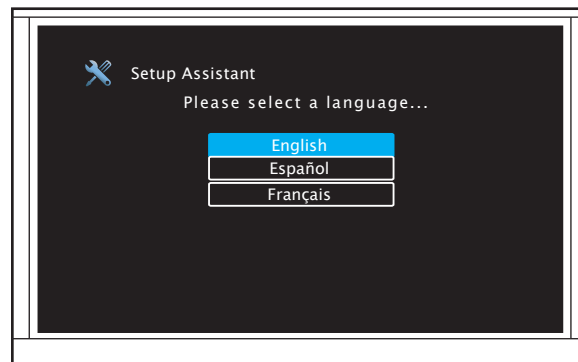 Setup Assistant
Please select a language...
English
Español
Français